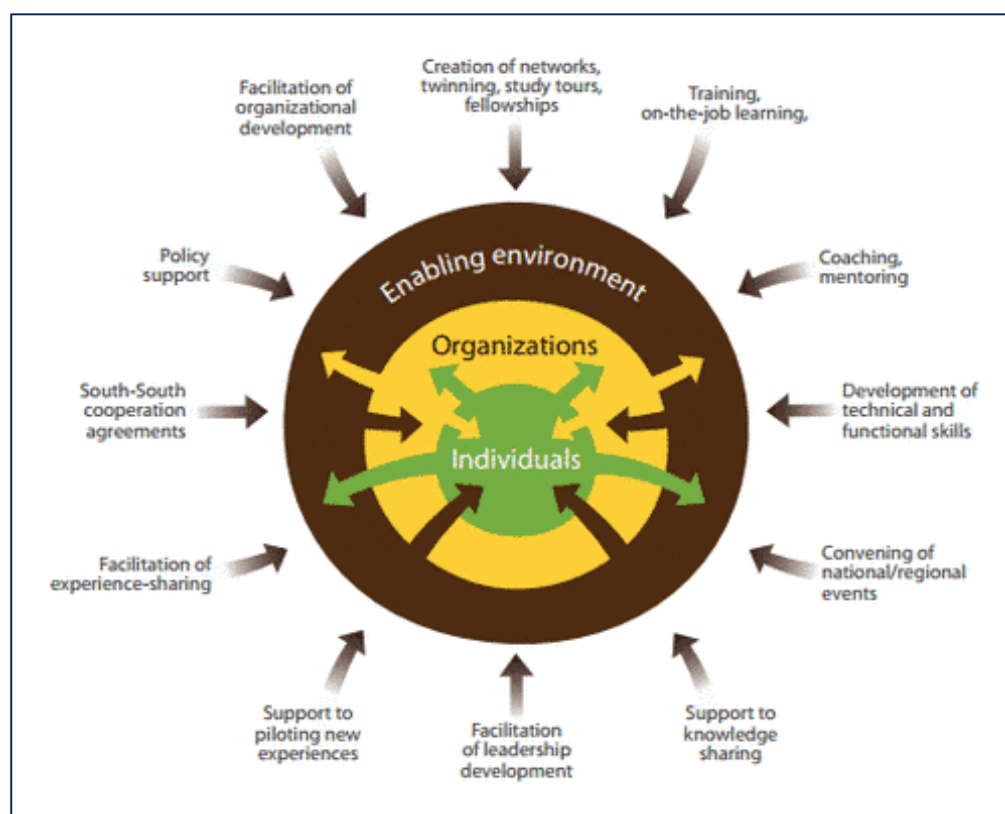 Facilitation of
organizational
development
Creation of networks,
twinning, study tours,
fellowships
Training,
on-the-job learning,
Coaching,
mentoring
Development of
technical and
functional skills
Convening of
national/regional
events
Support to
knowledge
sharing
Facilitation
of leadership
development
Support to
piloting new
experiences
Facilitation of
experience-sharing
South-South
cooperation
agreements
Policy
support
Enabling environment
Organizations
Individuals